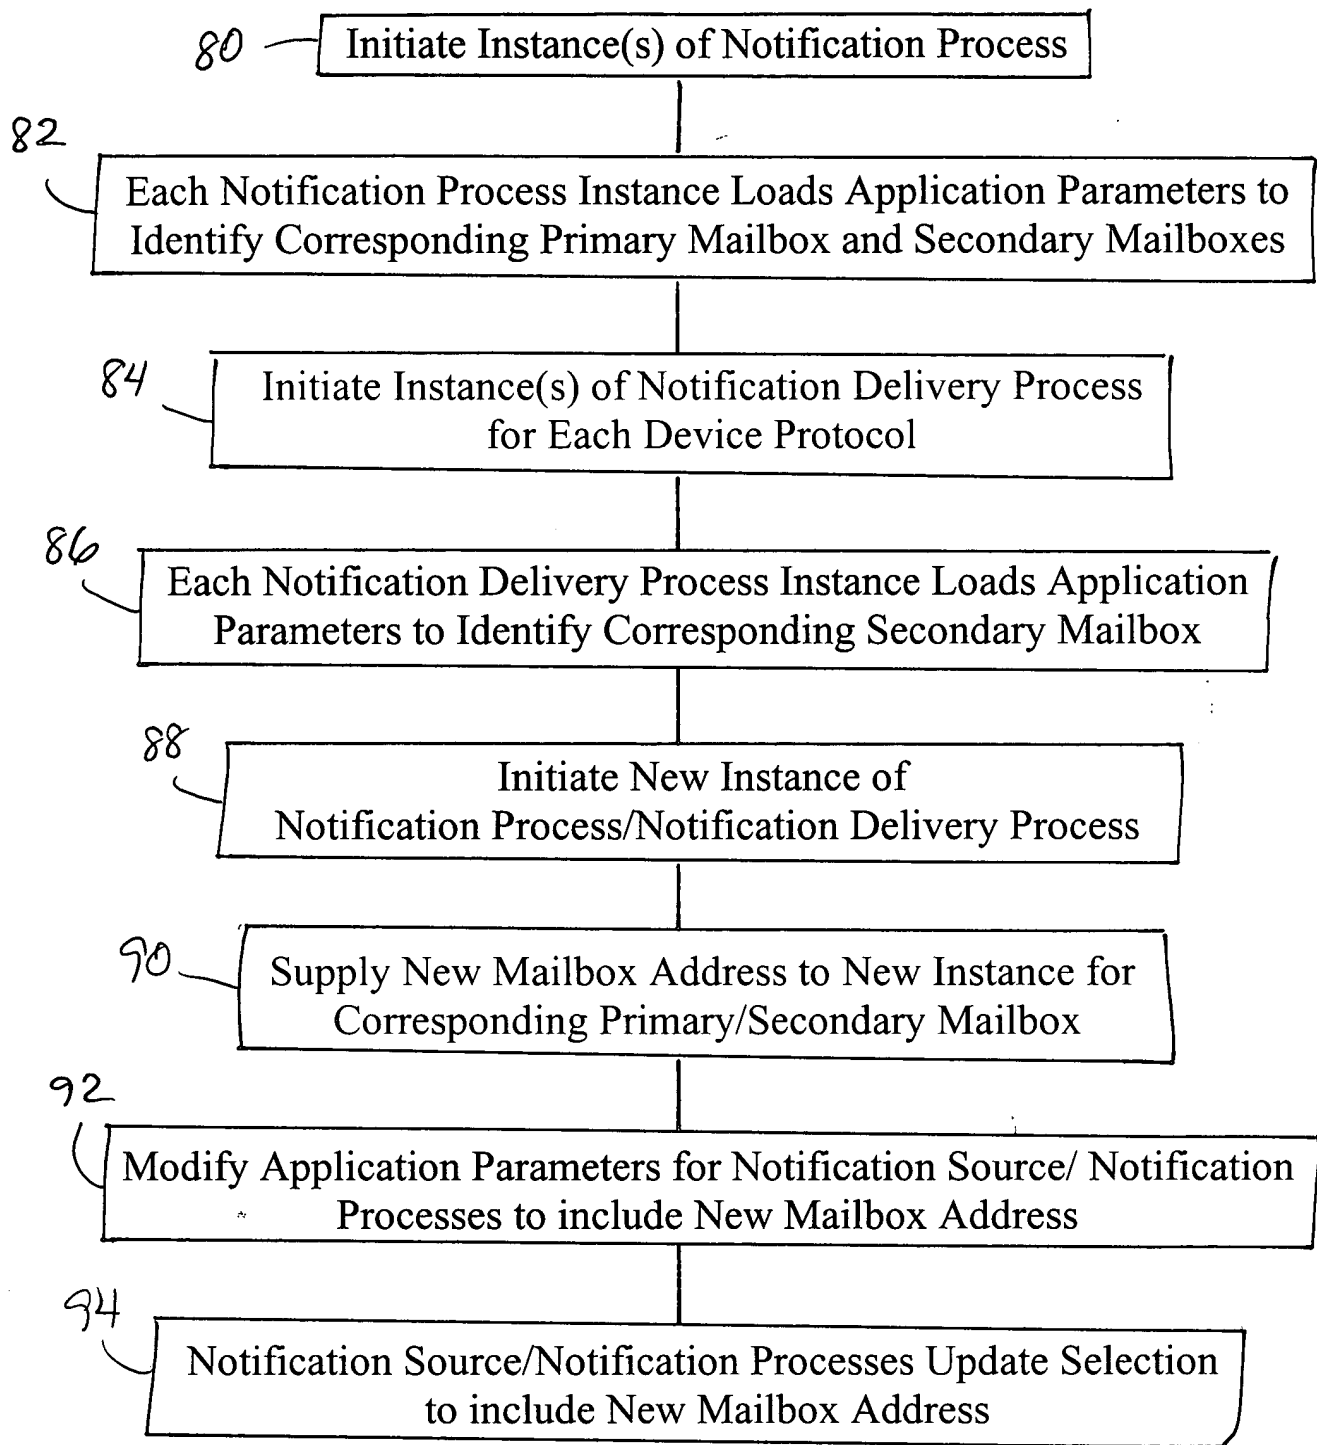 80 Initiate Instance(s) of Notification Process
82
Each Notification Process Instance Loads Application Parameters to
Identify Corresponding Primary Mailbox and Secondary Mailboxes
84
Initiate Instance(s) of Notification Delivery Process
for Each Device Protocol
86
Each Notification Delivery Process Instance Loads Application
Parameters to Identify Corresponding Secondary Mailbox
88
Initiate New Instance of
Notification Process/Notification Delivery Process
90
Supply New Mailbox Address to New Instance for
Corresponding Primary/Secondary Mailbox
92
Modify Application Parameters for Notification Source/ Notification
Processes to include New Mailbox Address
94
Notification Source/Notification Processes Update Selection
to include New Mailbox Address